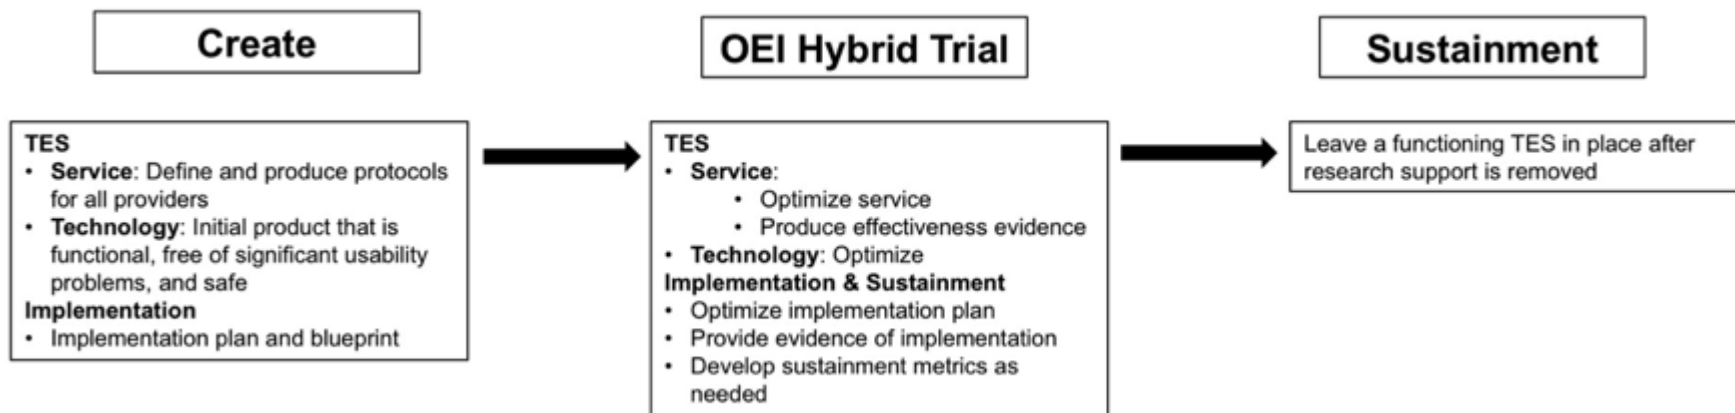 Create
TES
• Service: Define and produce protocols
for all providers
• Technology: Initial product that is
functional, free of significant usability
problems, and safe
Implementation
• Implementation plan and blueprint
OEI Hybrid Trial
TES
• Service:
• Optimize service
• Produce effectiveness evidence
• Technology: Optimize
Implementation & Sustainment
• Optimize implementation plan
• Provide evidence of implementation
• Develop sustainment metrics as
needed
Sustainment
Leave a functioning TES in place after
research support is removed